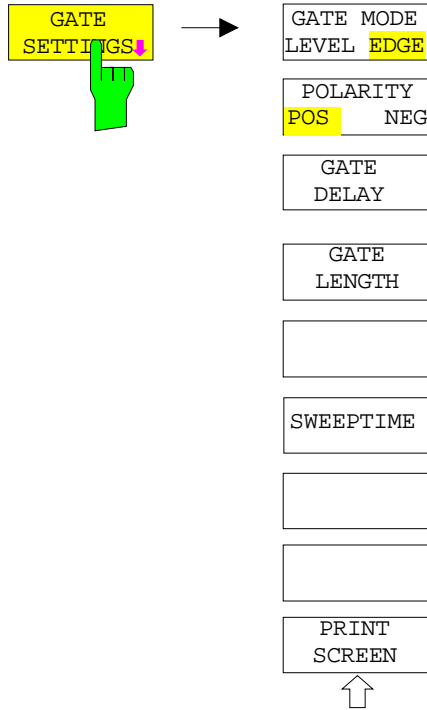 GATE
SETTINGS
GATE MODE
LEVEL EDGE
POLARITY
POS NEG
GATE
DELAY
GATE
LENGTH
SWEEPTIME
PRINT
SCREEN